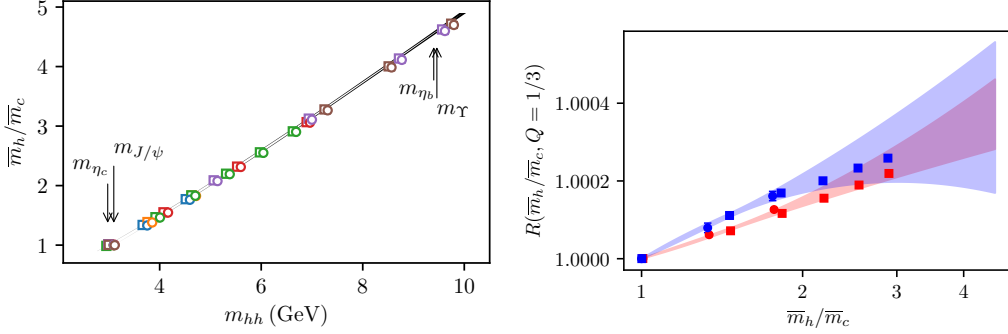 5
4
3
2
1
m̅_h/m̅_c
m_{η_c}
m_{J/ψ}
m_{η_b}
m_Υ
4
6
8
10
m_{hh} (GeV)
1.0004
1.0002
1.0000
R(m̅_h/m̅_c, Q = 1/3)
1
2
3
4
m̅_h/m̅_c